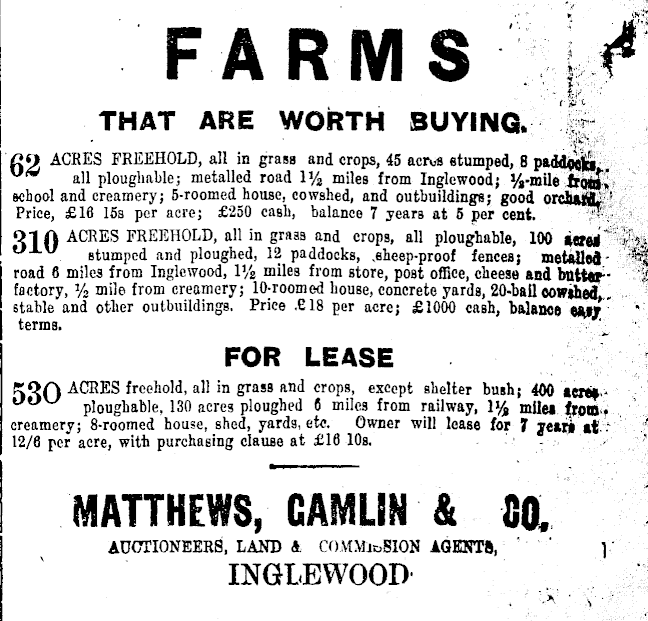 FARMS
THAT ARE WORTH BUYING.
62 ACRES FREEHOLD, all in grass and crops, 45 acres stumped, 8 paddocks,
all ploughable; metalled road 1½ miles from Inglewood; ½-mile from
school and creamery; 5-roomed house, cowshed, and outbuildings; good orchard,
Price, £16 15s per acre; £250 cash, balance 7 years at 5 per cent.
310 ACRES FREEHOLD, all in grass and crops, all ploughable, 100 acres
stumped and ploughed, 12 paddocks, sheep-proof fences; metalled
road 6 miles from Inglewood, 1½ miles from store, post office, cheese and butter
factory, ½ mile from creamery; 10-roomed house, concrete yards, 20-bail cowshed,
stable and other outbuildings. Price £18 per acre; £1000 cash, balance easy
terms.
FOR LEASE
530 ACRES freehold, all in grass and crops, except shelter bush; 400 acres
ploughable, 130 acres ploughed 6 miles from railway, 1½ miles from
creamery; 8-roomed house, shed, yards, etc. Owner will lease for 7 years at
12/6 per acre, with purchasing clause at £16 10s.
MATTHEWS, GAMLIN & CO,
AUCTIONEERS, LAND & COMMISSION AGENTS,
INGLEWOOD